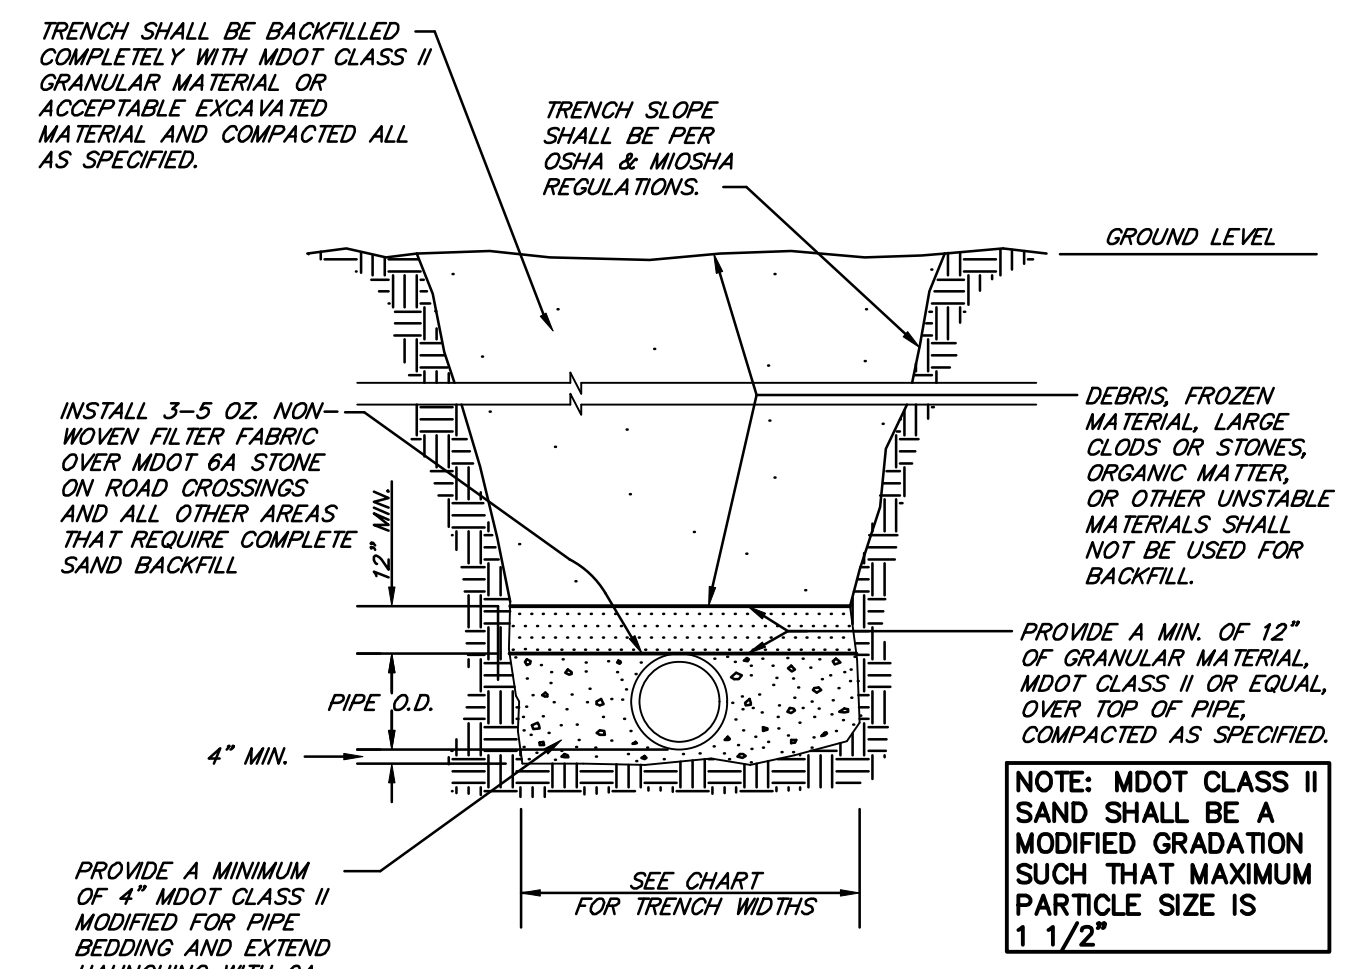 TRENCH SHALL BE BACKFILLED
COMPLETELY WITH MDOT CLASS II
GRANULAR MATERIAL OR
ACCEPTABLE EXCAVATED
MATERIAL AND COMPACTED ALL
AS SPECIFIED.
TRENCH SLOPE
SHALL BE PER
OSHA & MIOSHA
REGULATIONS.
GROUND LEVEL
INSTALL 3-5 OZ. NON-
WOVEN FILTER FABRIC
OVER MDOT 6A STONE
ON ROAD CROSSINGS
AND ALL OTHER AREAS
THAT REQUIRE COMPLETE
SAND BACKFILL
12" MIN.
DEBRIS, FROZEN
MATERIAL, LARGE
CLODS OR STONES,
ORGANIC MATTER,
OR OTHER UNSTABLE
MATERIALS SHALL
NOT BE USED FOR
BACKFILL.
PROVIDE A MIN. OF 12"
OF GRANULAR MATERIAL,
MDOT CLASS II OR EQUAL,
OVER TOP OF PIPE,
COMPACTED AS SPECIFIED.
PIPE O.D.
4" MIN.
NOTE: MDOT CLASS II
SAND SHALL BE A
MODIFIED GRADATION
SUCH THAT MAXIMUM
PARTICLE SIZE IS
1 1/2"
SEE CHART
FOR TRENCH WIDTHS
PROVIDE A MINIMUM
OF 4" MDOT CLASS II
MODIFIED FOR PIPE
BEDDING AND EXTEND
HAUNCHING WITH 6A